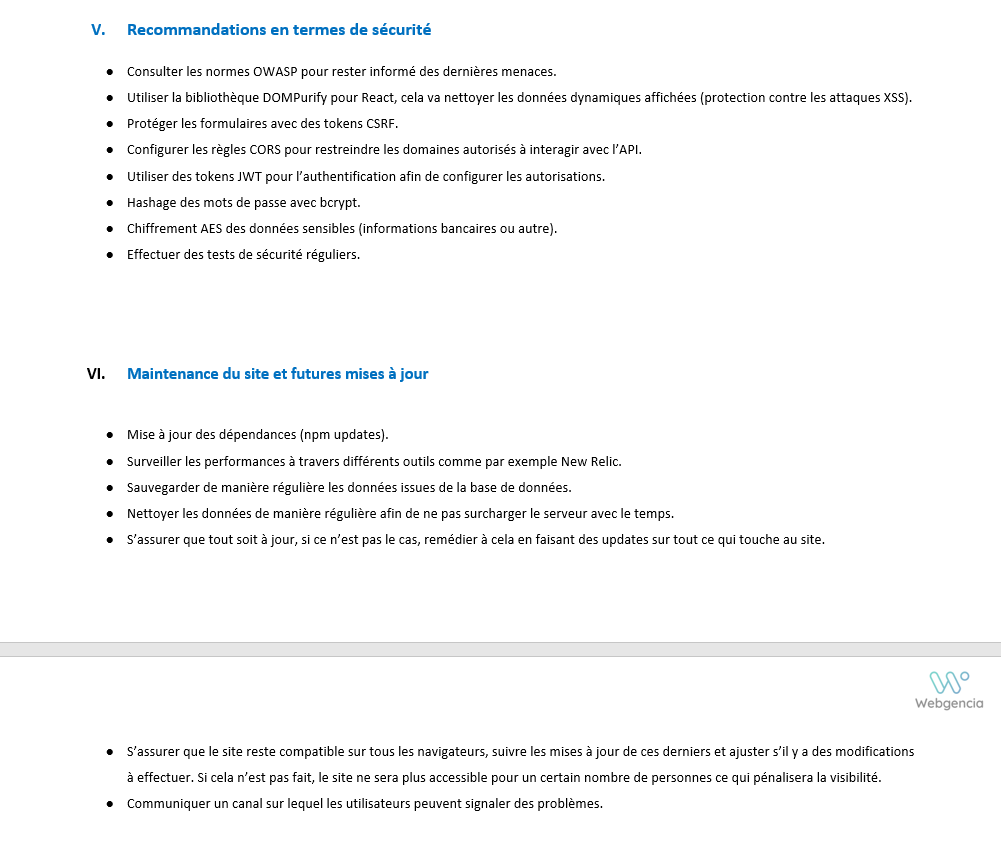 V. Recommandations en termes de sécurité
● Consulter les normes OWASP pour rester informé des dernières menaces.
● Utiliser la bibliothèque DOMPurify pour React, cela va nettoyer les données dynamiques affichées (protection contre les attaques XSS).
● Protéger les formulaires avec des tokens CSRF.
● Configurer les règles CORS pour restreindre les domaines autorisés à interagir avec l’API.
● Utiliser des tokens JWT pour l’authentification afin de configurer les autorisations.
● Hashage des mots de passe avec bcrypt.
● Chiffrement AES des données sensibles (informations bancaires ou autre).
● Effectuer des tests de sécurité réguliers.
VI. Maintenance du site et futures mises à jour
● Mise à jour des dépendances (npm updates).
● Surveiller les performances à travers différents outils comme par exemple New Relic.
● Sauvegarder de manière régulière les données issues de la base de données.
● Nettoyer les données de manière régulière afin de ne pas surcharger le serveur avec le temps.
● S’assurer que tout soit à jour, si ce n’est pas le cas, remédier à cela en faisant des updates sur tout ce qui touche au site.
Webgencia
● S’assurer que le site reste compatible sur tous les navigateurs, suivre les mises à jour de ces derniers et ajuster s’il y a des modifications
à effectuer. Si cela n’est pas fait, le site ne sera plus accessible pour un certain nombre de personnes ce qui pénalisera la visibilité.
● Communiquer un canal sur lequel les utilisateurs peuvent signaler des problèmes.